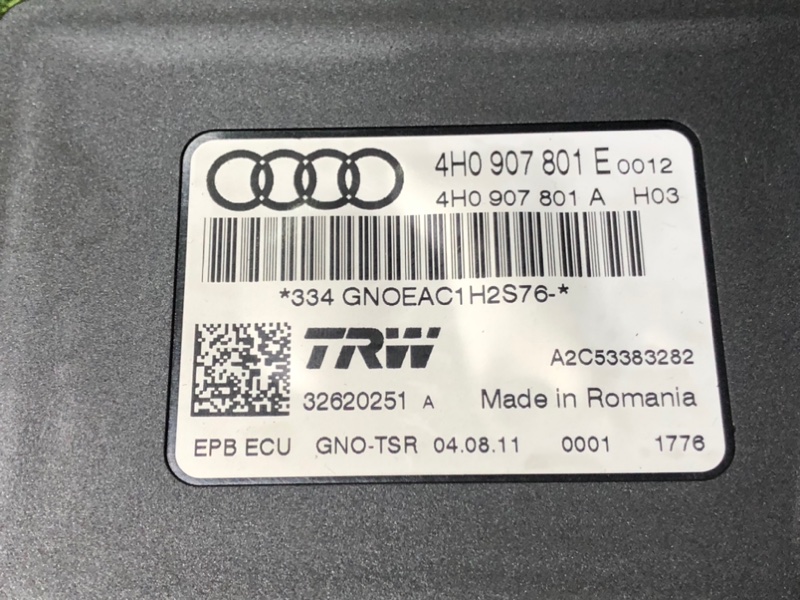 4H0 907 801 E 0012
4H0 907 801 A H03
*334 GNOEAC1H2S76-*
TRW
A2C53383282
32620251 A
Made in Romania
EPB ECU GNO-TSR 04.08.11 0001 1776